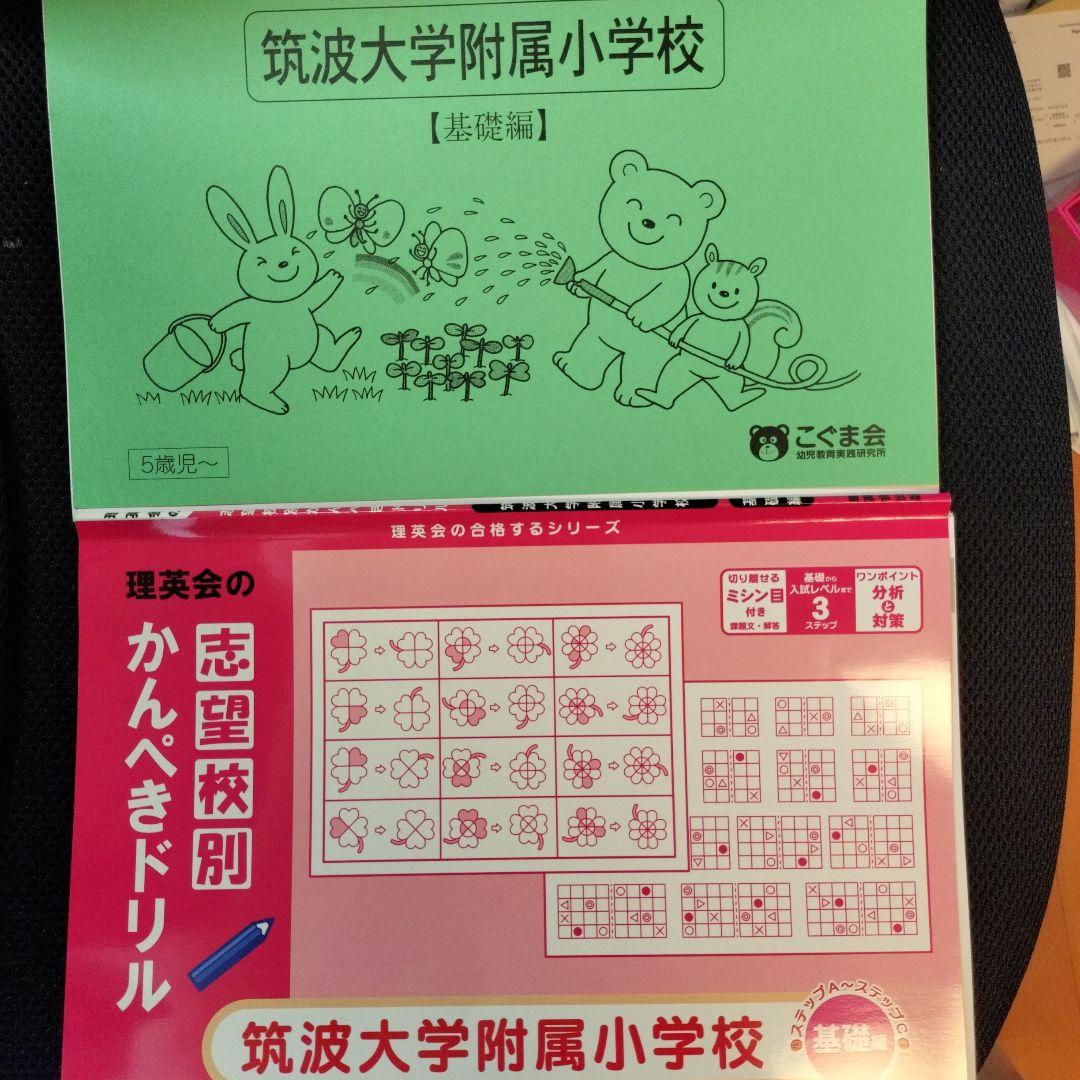 筑波大学附属小学校
【基礎編】
5歳児～
こぐま会
幼児教育実践研究所
理英会の合格するシリーズ
理英会の
志望校別
かんぺきドリル
切り離せる
ミシン目
付き
課題文・解答
基礎から
入試レベルまで
3
ステップ
ワンポイント
分析
と
対策
ステップA～ステップC
基礎編
筑波大学附属小学校